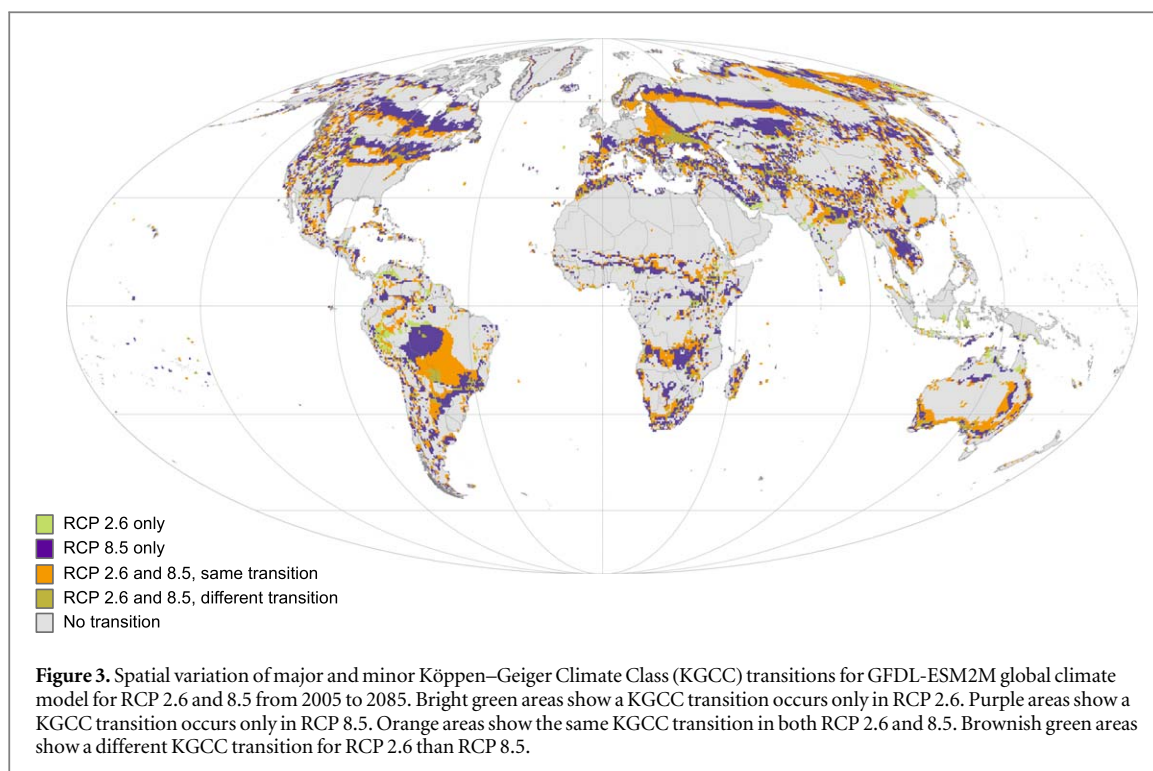 RCP 2.6 only
RCP 8.5 only
RCP 2.6 and 8.5, same transition
RCP 2.6 and 8.5, different transition
No transition
Figure 3. Spatial variation of major and minor Köppen–Geiger Climate Class (KGCC) transitions for GFDL-ESM2M global climate
model for RCP 2.6 and 8.5 from 2005 to 2085. Bright green areas show a KGCC transition occurs only in RCP 2.6. Purple areas show a
KGCC transition occurs only in RCP 8.5. Orange areas show the same KGCC transition in both RCP 2.6 and 8.5. Brownish green areas
show a different KGCC transition for RCP 2.6 than RCP 8.5.